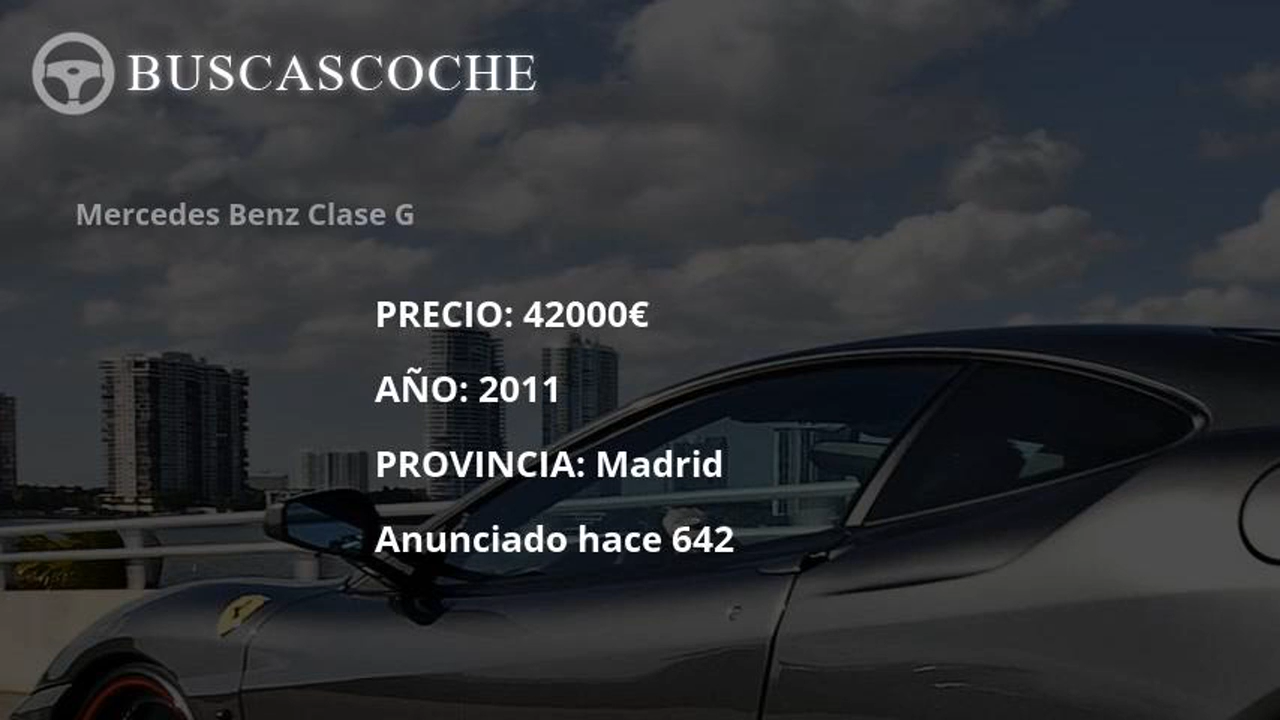 BUSCASCOCHE
Mercedes Benz Clase G
PRECIO: 42000€
AÑO: 2011
PROVINCIA: Madrid
Anunciado hace 642